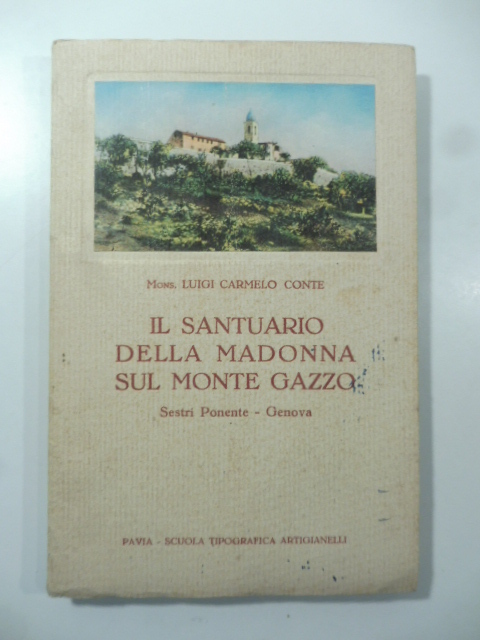 Mons. LUIGI CARMELO CONTE
IL SANTUARIO
DELLA MADONNA
SUL MONTE GAZZO
Sestri Ponente - Genova
PAVIA - SCUOLA TIPOGRAFICA ARTIGIANELLI